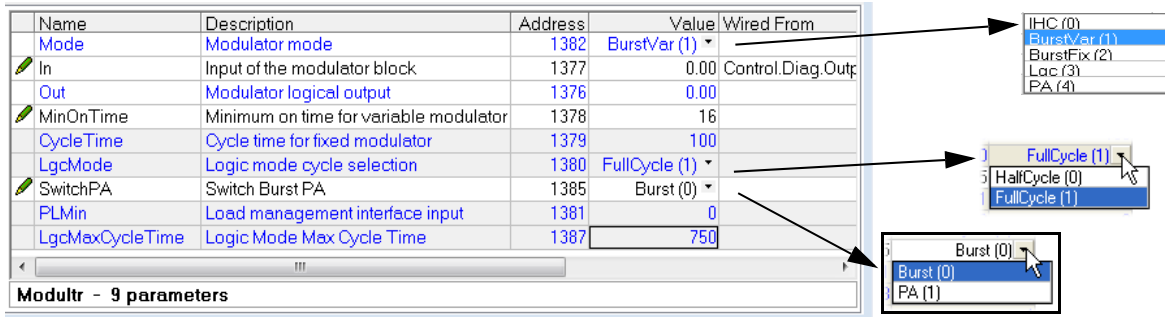 Name Description Address Value Wired From
Mode Modulator mode 1382 BurstVar (1)
In Input of the modulator block 1377 0.00 Control.Diag.Outp
Out Modulator logical output 1376 0.00
MinOnTime Minimum on time for variable modulator 1378 16
CycleTime Cycle time for fixed modulator 1379 100
LgcMode Logic mode cycle selection 1380 FullCycle (1)
SwitchPA Switch Burst PA 1385 Burst (0)
PLMin Load management interface input 1381 0
LgcMaxCycleTime Logic Mode Max Cycle Time 1387 750
Modultr - 9 parameters
IHC (0)
BurstVar (1)
BurstFix (2)
Lgc (3)
PA (4)
FullCycle (1)
HalfCycle (0)
FullCycle (1)
Burst (0)
Burst (0)
PA (1)